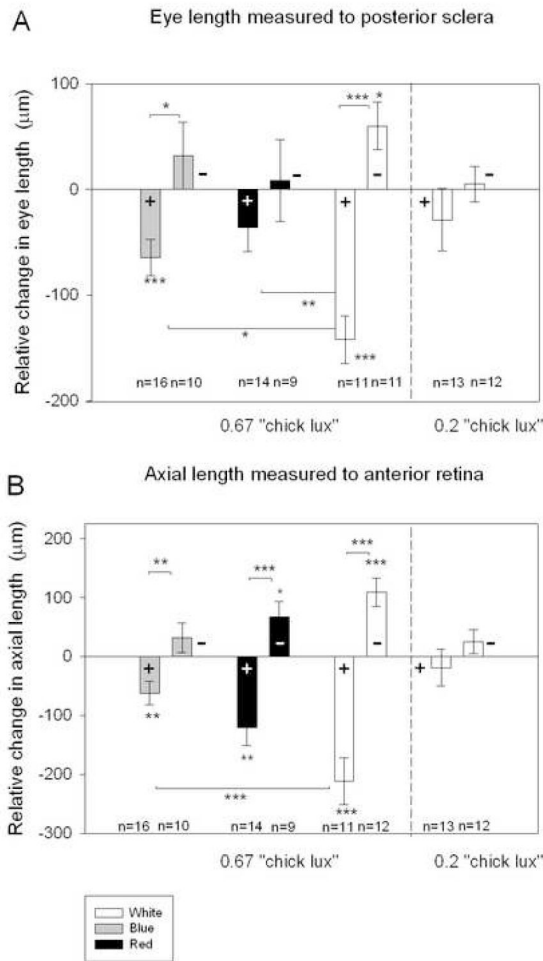 A
Eye length measured to posterior sclera
Relative change in eye length (µm)
100
0
-100
-200
*
***
*
-
-
-
-
+
+
+
+
***
**
*
***
n=16 n=10
n=14 n=9
n=11 n=11
n=13 n=12
0.67 "chick lux"
0.2 "chick lux"
B
Axial length measured to anterior retina
Relative change in axial length (µm)
200
100
0
-100
-200
-300
***
**
***
*
***
-
-
-
-
+
+
+
+
**
**
***
***
n=16 n=10
n=14 n=9
n=11 n=12
n=13 n=12
0.67 "chick lux"
0.2 "chick lux"
White
Blue
Red